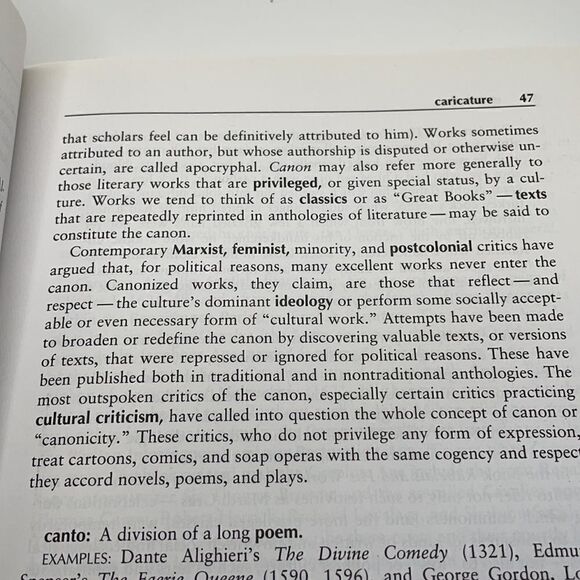 caricature 47
that scholars feel can be definitively attributed to him). Works sometimes
attributed to an author, but whose authorship is disputed or otherwise un-
certain, are called apocryphal. Canon may also refer more generally to
those literary works that are privileged, or given special status, by a cul-
ture. Works we tend to think of as classics or as “Great Books” — texts
that are repeatedly reprinted in anthologies of literature — may be said to
constitute the canon.
Contemporary Marxist, feminist, minority, and postcolonial critics have
argued that, for political reasons, many excellent works never enter the
canon. Canonized works, they claim, are those that reflect — and
respect — the culture’s dominant ideology or perform some socially accept-
able or even necessary form of “cultural work.” Attempts have been made
to broaden or redefine the canon by discovering valuable texts, or versions
of texts, that were repressed or ignored for political reasons. These have
been published both in traditional and in nontraditional anthologies. The
most outspoken critics of the canon, especially certain critics practicing
cultural criticism, have called into question the whole concept of canon or
“canonicity.” These critics, who do not privilege any form of expression,
treat cartoons, comics, and soap operas with the same cogency and respect
they accord novels, poems, and plays.
canto: A division of a long poem.
EXAMPLES: Dante Alighieri’s The Divine Comedy (1321), Edmu
Spenser’s The Faerie Queene (1590, 1596), and George Gordon, Lo